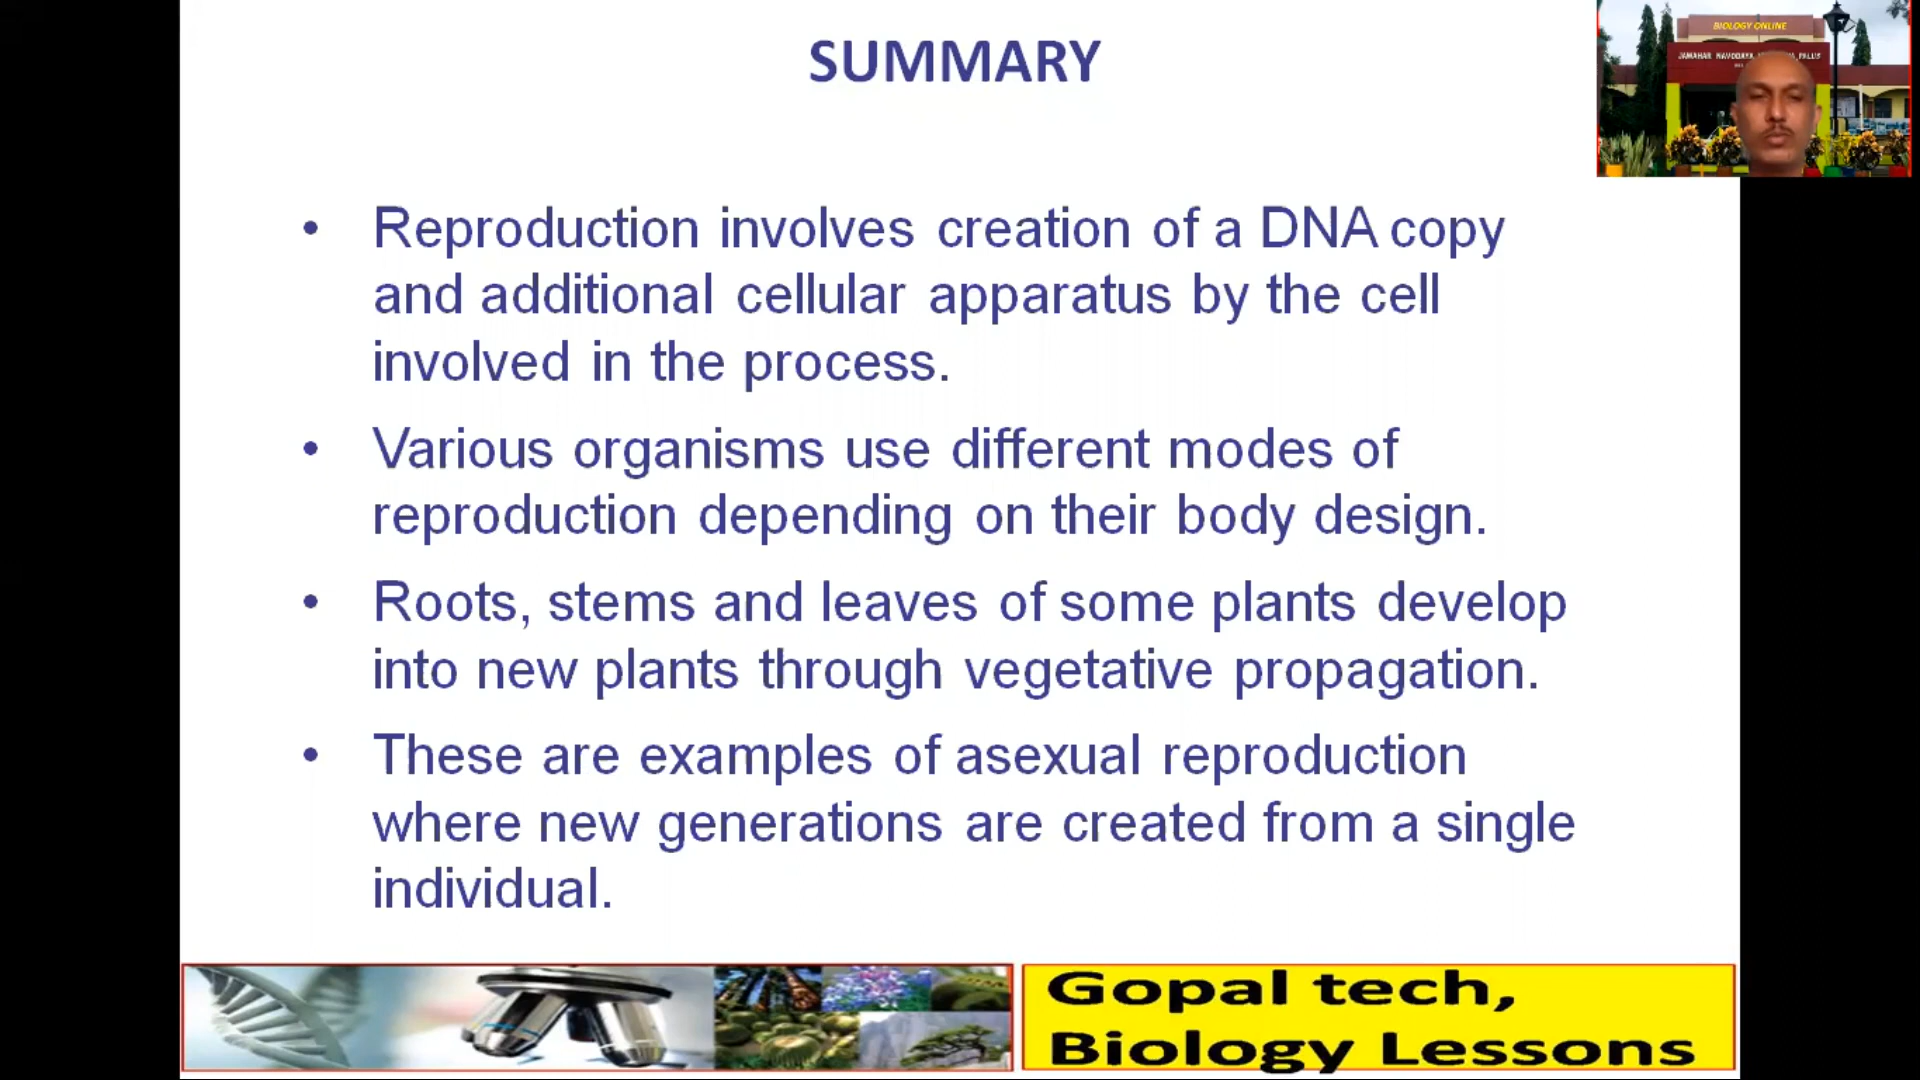 SUMMARY
BIOLOGY ONLINE
JAWAHAR NAVODAYA PALUS
• Reproduction involves creation of a DNA copy
and additional cellular apparatus by the cell
involved in the process.
• Various organisms use different modes of
reproduction depending on their body design.
• Roots, stems and leaves of some plants develop
into new plants through vegetative propagation.
• These are examples of asexual reproduction
where new generations are created from a single
individual.
Gopal tech,
Biology Lessons